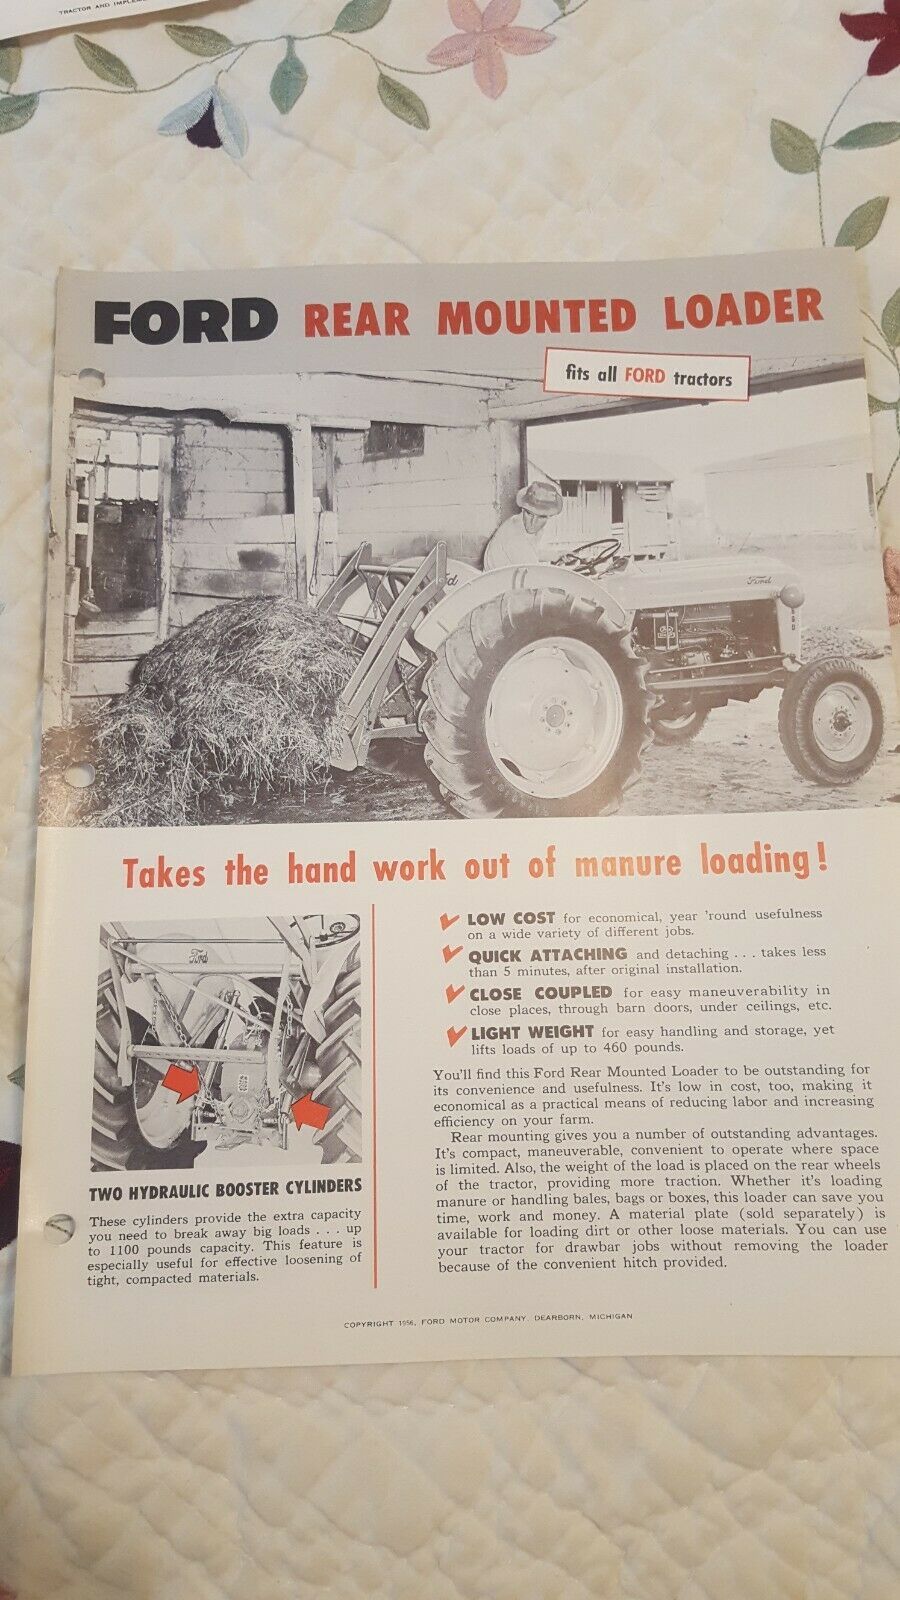 TRACTOR AND
FORD REAR MOUNTED LOADER
fits all FORD tractors
Ford
Takes the hand work out of manure loading!
Ford
TWO HYDRAULIC BOOSTER CYLINDERS
These cylinders provide the extra capacity
you need to break away big loads . . . up
to 1100 pounds capacity. This feature is
especially useful for effective loosening of
tight, compacted materials.
LOW COST for economical, year 'round usefulness
on a wide variety of different jobs.
QUICK ATTACHING and detaching . . . takes less
than 5 minutes, after original installation.
CLOSE COUPLED for easy maneuverability in
close places, through barn doors, under ceilings, etc.
LIGHT WEIGHT for easy handling and storage, yet
lifts loads of up to 460 pounds.
You'll find this Ford Rear Mounted Loader to be outstanding for
its convenience and usefulness. It's low in cost, too, making it
economical as a practical means of reducing labor and increasing
efficiency on your farm.
Rear mounting gives you a number of outstanding advantages.
It's compact, maneuverable, convenient to operate where space
is limited. Also, the weight of the load is placed on the rear wheels
of the tractor, providing more traction. Whether it's loading
manure or handling bales, bags or boxes, this loader can save you
time, work and money. A material plate (sold separately) is
available for loading dirt or other loose materials. You can use
your tractor for drawbar jobs without removing the loader
because of the convenient hitch provided.
COPYRIGHT 1956, FORD MOTOR COMPANY, DEARBORN, MICHIGAN